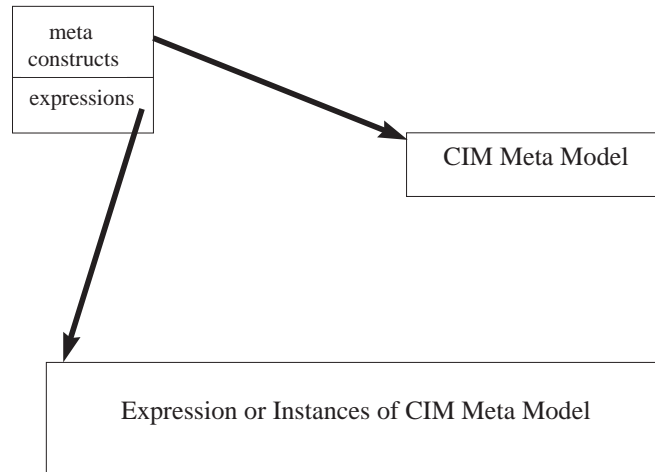 meta
constructs
expressions
CIM Meta Model
Expression or Instances of CIM Meta Model